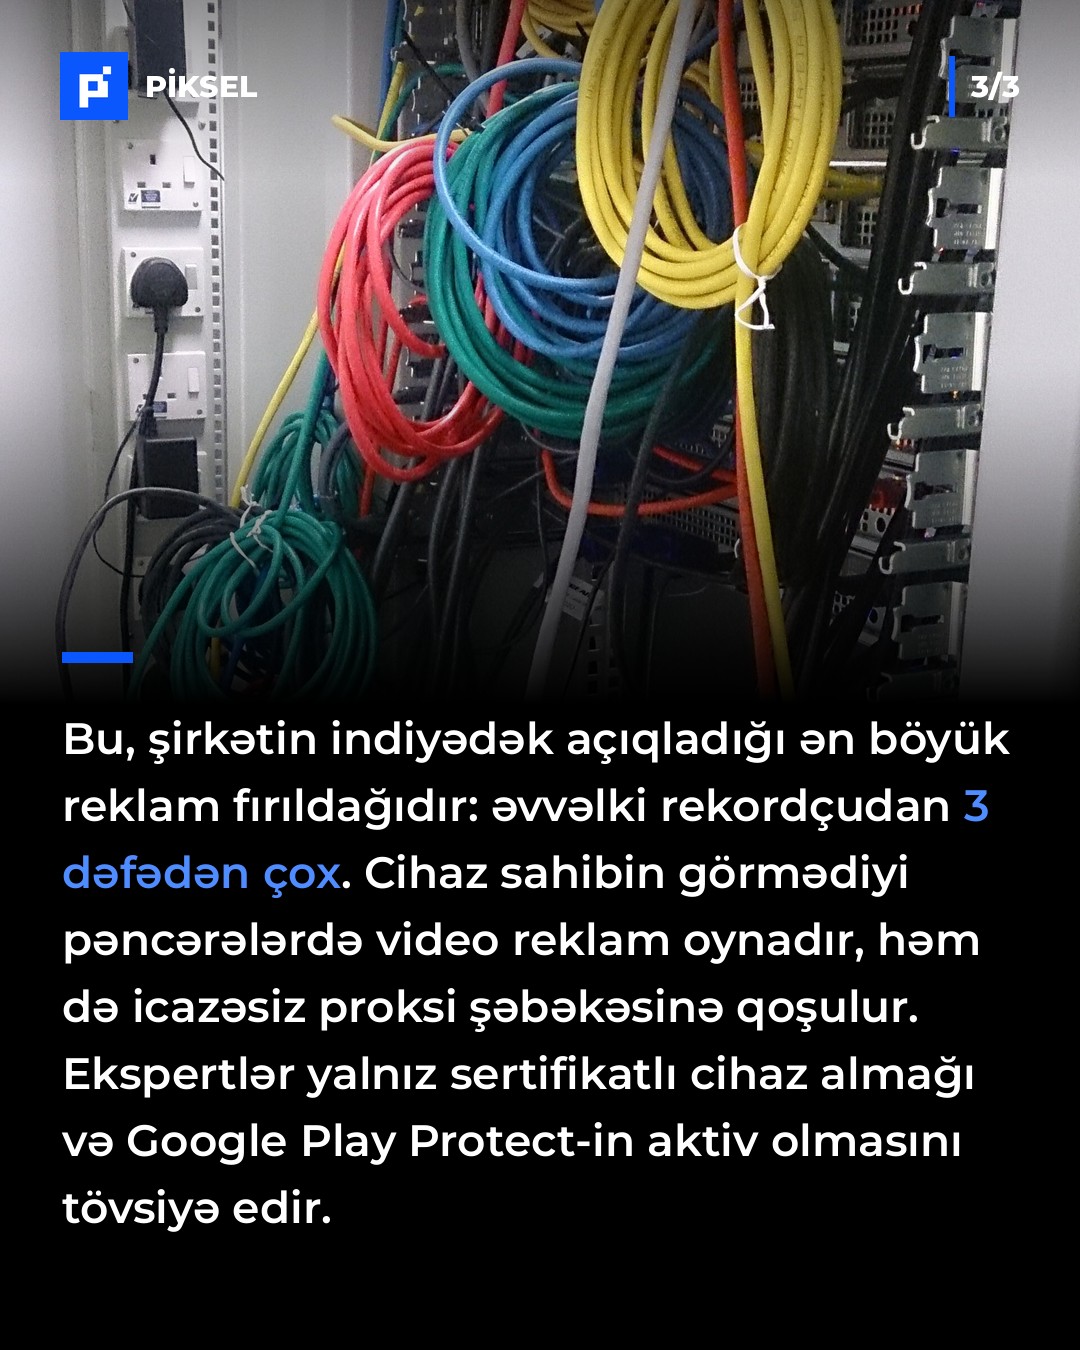 PİKSEL
3/3
Bu, şirkətin indiyədək açıqladığı ən böyük
reklam fırıldağıdır: əvvəlki rekordçudan 3
dəfədən çox. Cihaz sahibin görmədiyi
pəncərələrdə video reklam oynadır, həm
də icazəsiz proksi şəbəkəsinə qoşulur.
Ekspertlər yalnız sertifikatlı cihaz almağı
və Google Play Protect-in aktiv olmasını
tövsiyə edir.